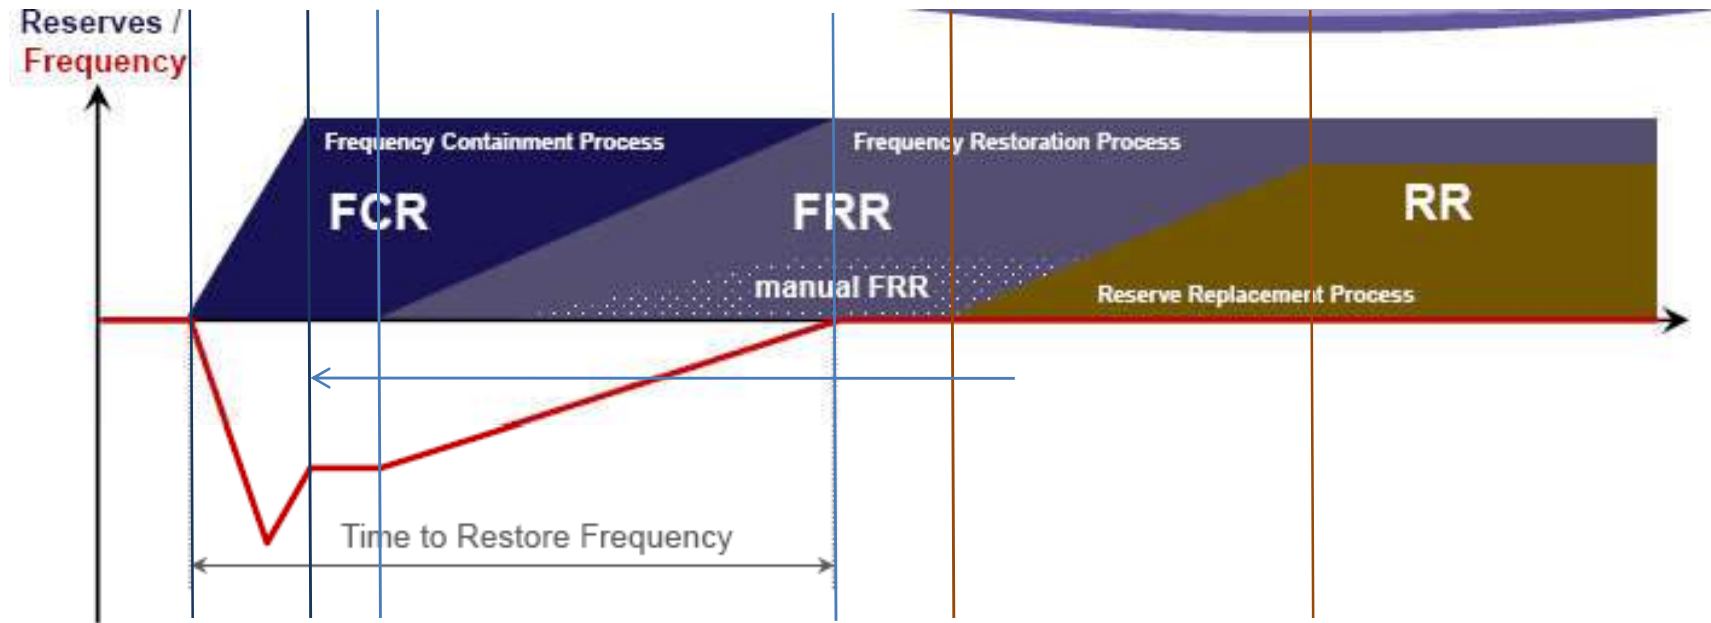 Reserves /
Frequency
Frequency Containment Process
Frequency Restoration Process
FCR
FRR
RR
manual FRR
Reserve Replacement Process
Time to Restore Frequency